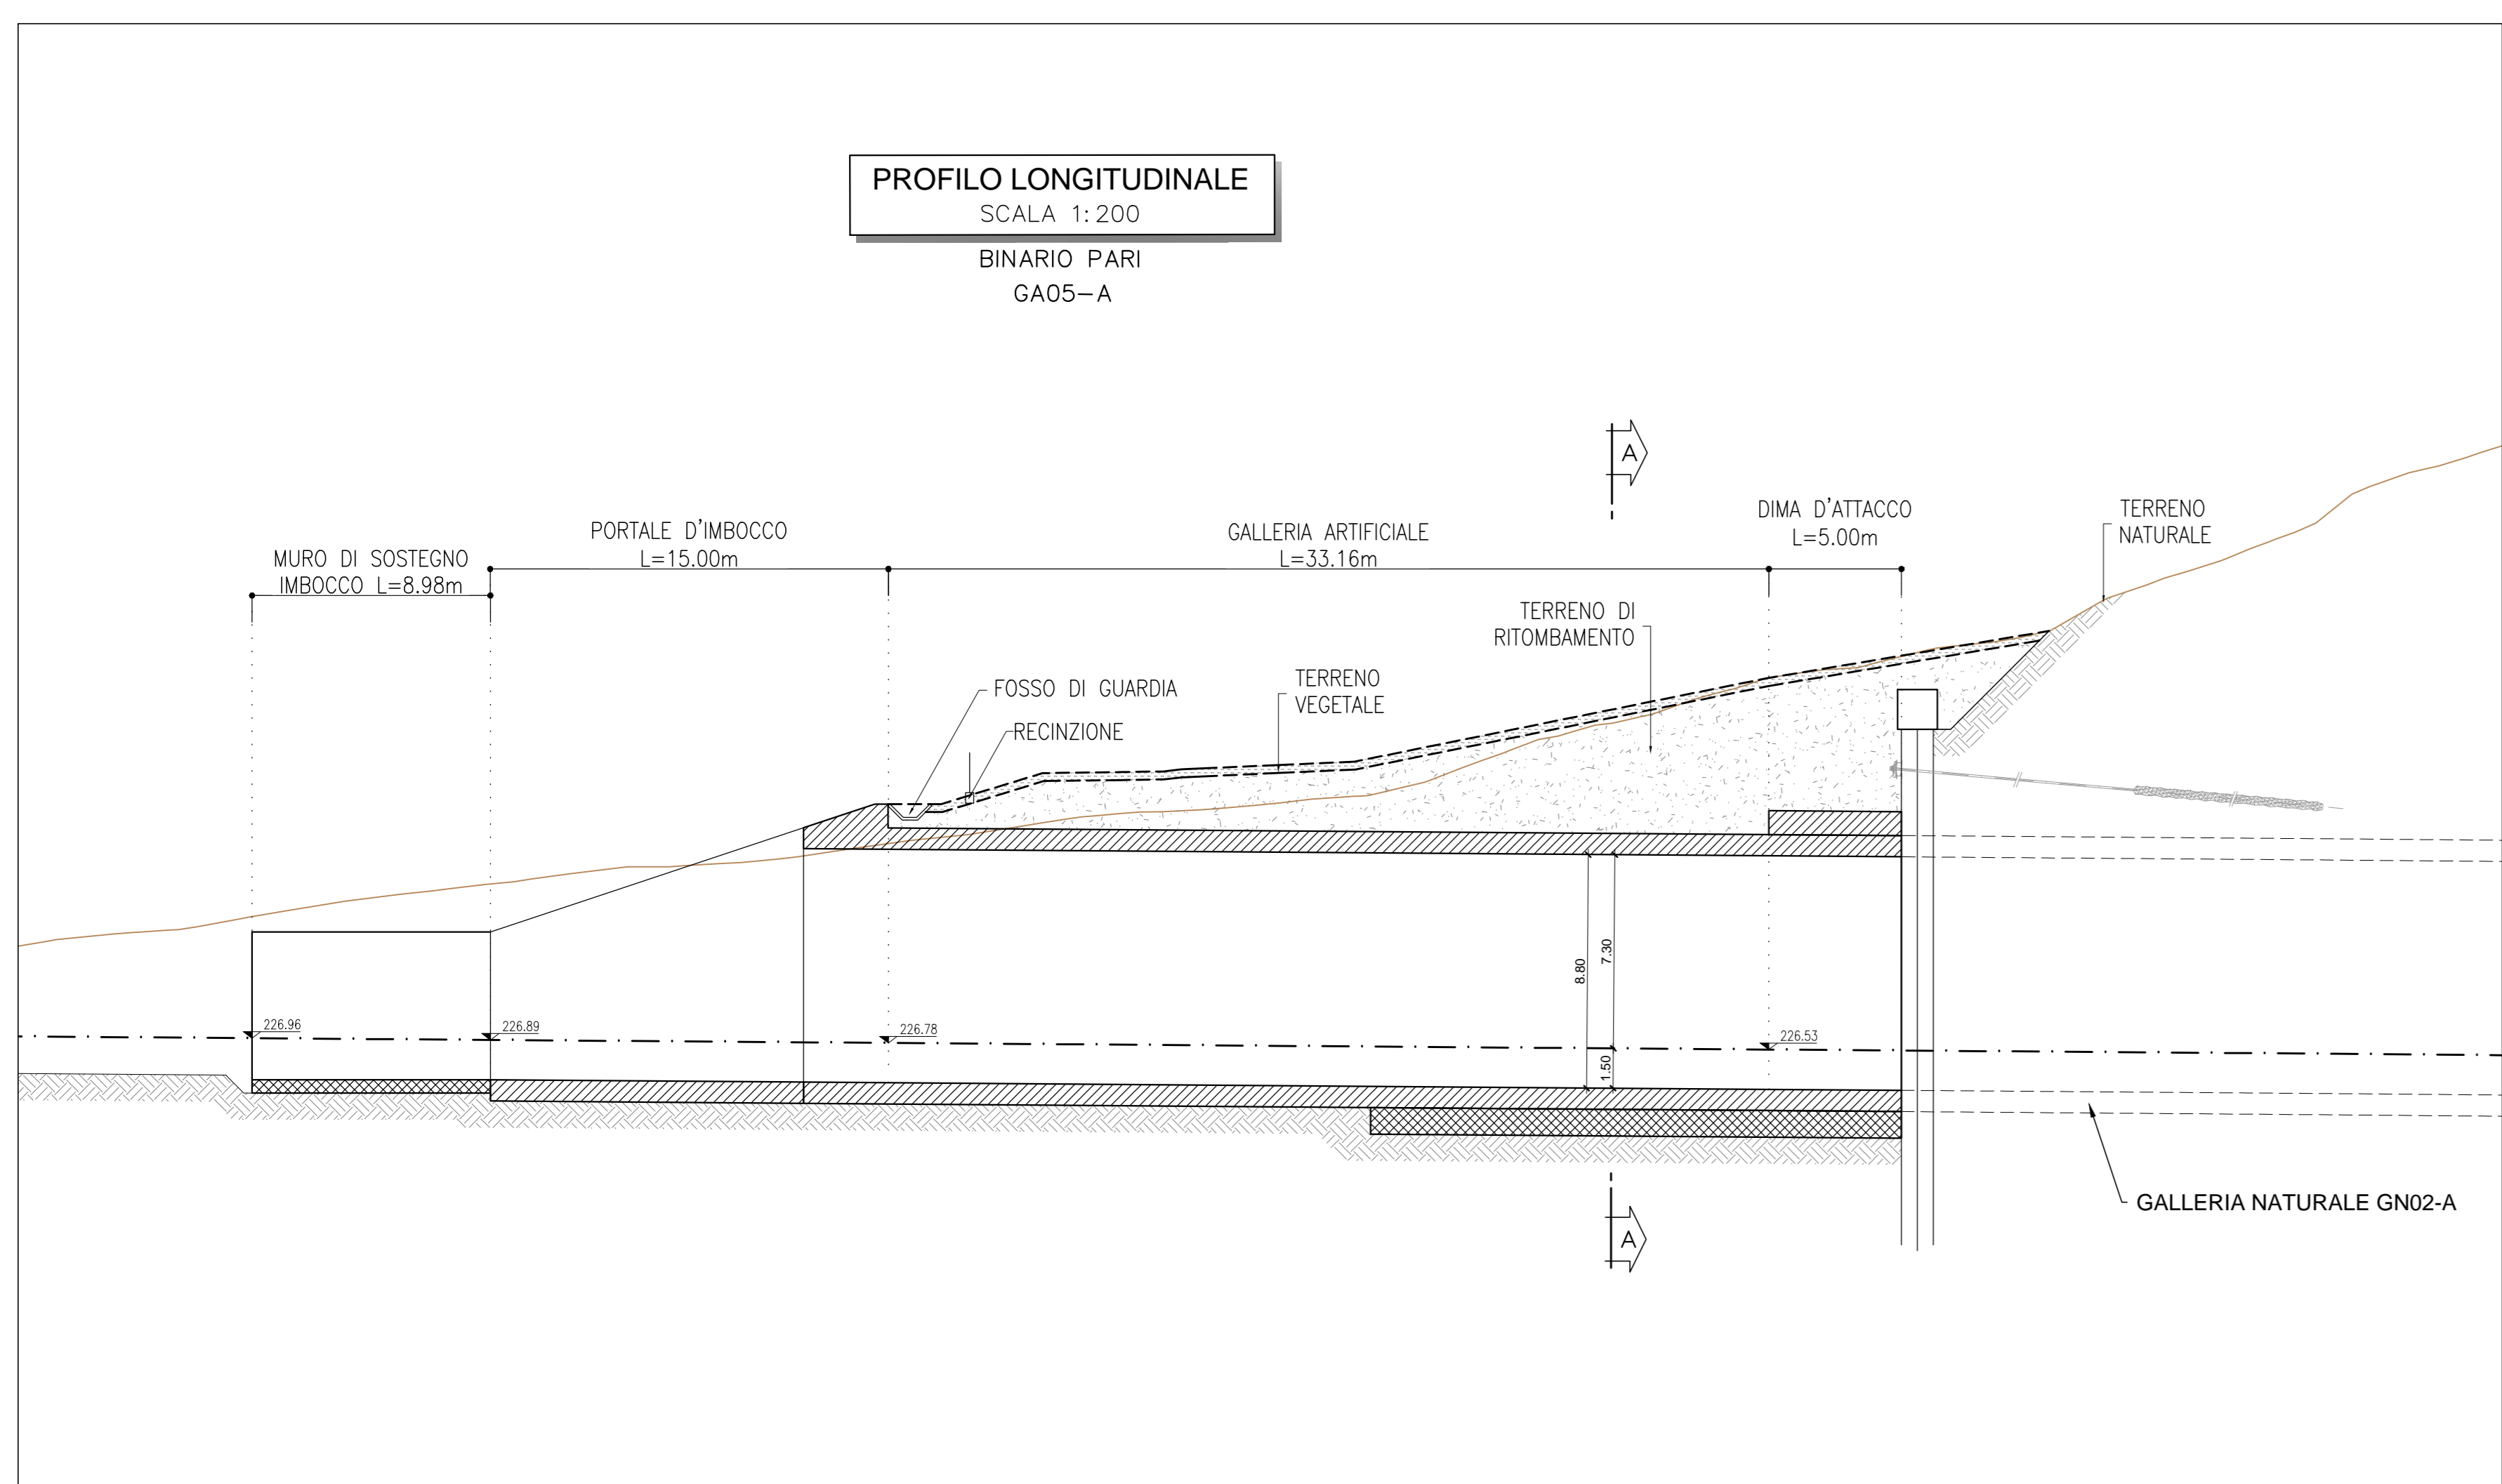 PROFILO LONGITUDINALE
SCALA 1:200
BINARIO PARI
GA05-A
A
MURO DI SOSTEGNO
IMBOCCO L=8.98m
PORTALE D'IMBOCCO
L=15.00m
GALLERIA ARTIFICIALE
L=33.16m
DIMA D'ATTACCO
L=5.00m
TERRENO
NATURALE
TERRENO DI
RITOMBAMENTO
TERRENO
VEGETALE
FOSSO DI GUARDIA
RECINZIONE
8.80
7.30
1.50
226.96
226.89
226.78
226.53
GALLERIA NATURALE GN02-A
A